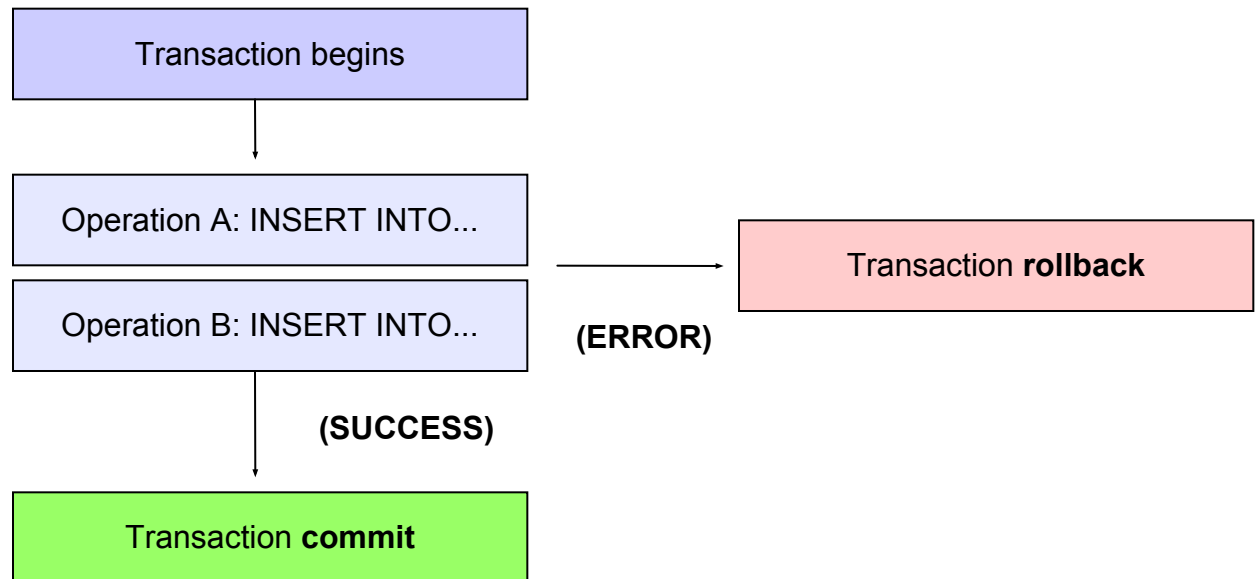 Transaction begins
Operation A: INSERT INTO...
Transaction rollback
Operation B: INSERT INTO...
(ERROR)
(SUCCESS)
Transaction commit